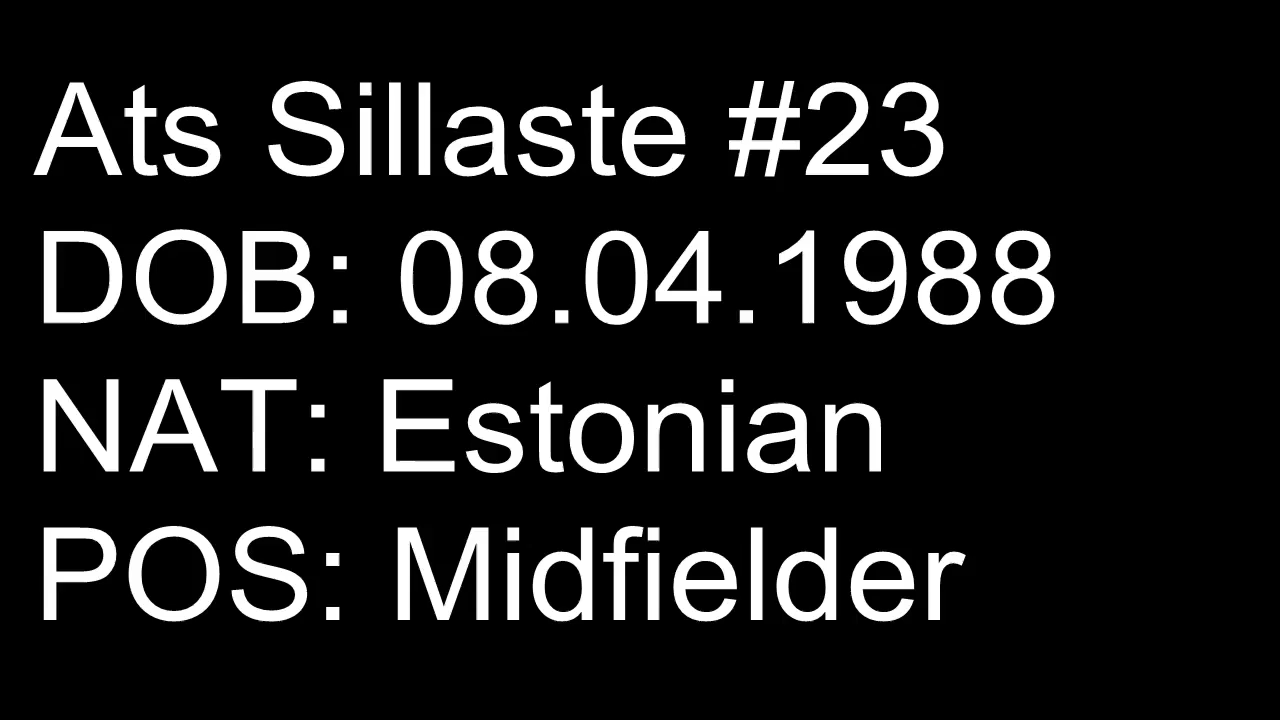 Ats Sillaste #23
DOB: 08.04.1988
NAT: Estonian
POS: Midfielder